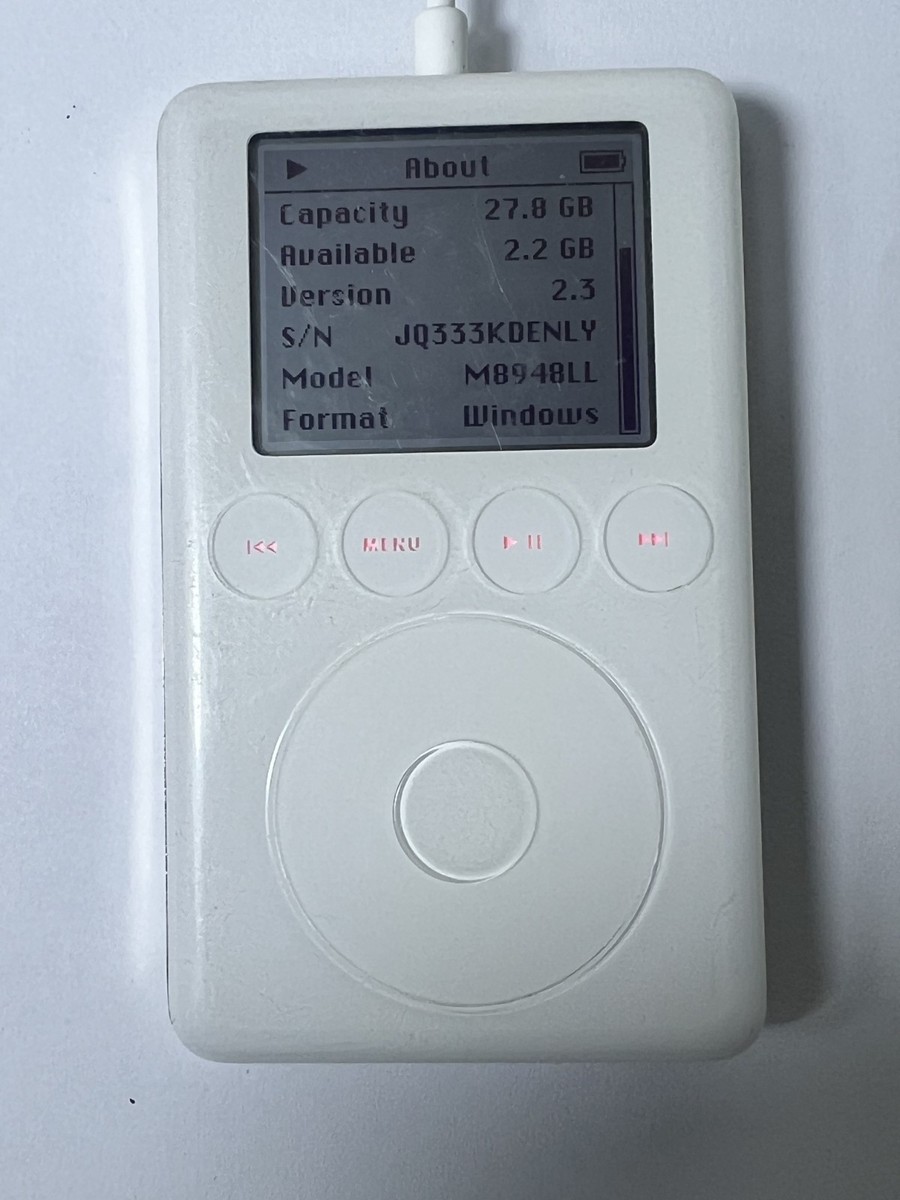 About
Capacity 27.8 GB
Available 2.2 GB
Version 2.3
S/N JQ333KDENLY
Model M8948LL
Format Windows
MENU